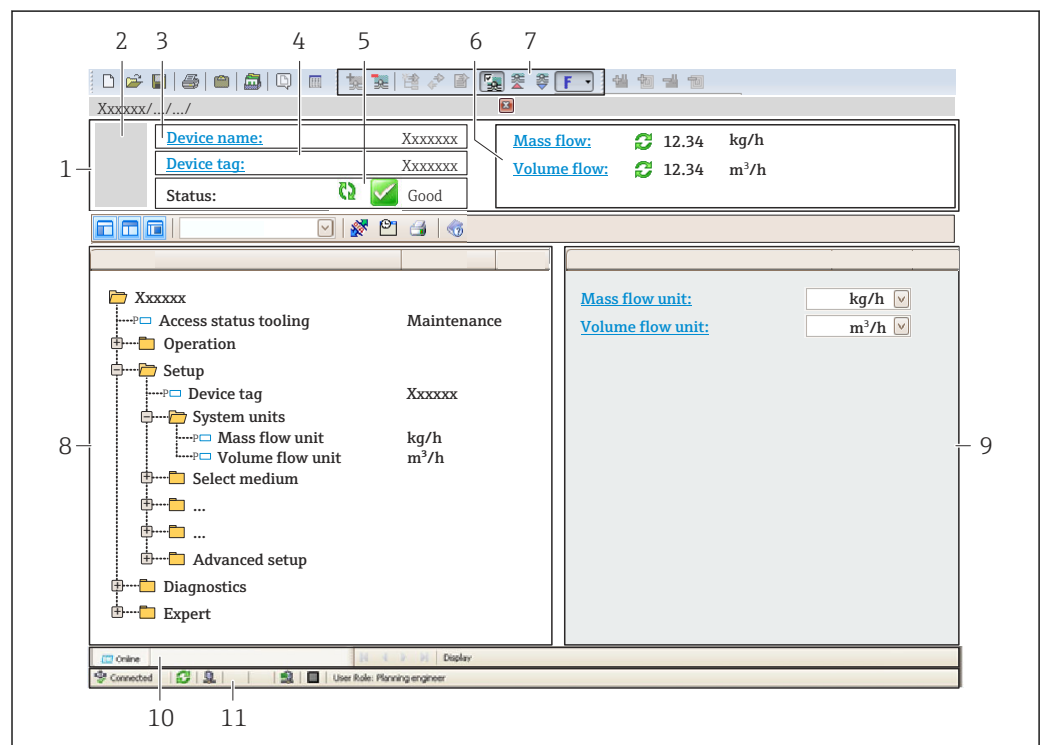 2 3 4 5 6 7
F
Xxxxxx/../../
1
Device name: Xxxxxxx
Device tag: Xxxxxxx
Status: Good
Mass flow: 12.34 kg/h
Volume flow: 12.34 m³/h
Xxxxxx
P Access status tooling Maintenance
Operation
Setup
P Device tag Xxxxxx
System units
P Mass flow unit kg/h
P Volume flow unit m³/h
Select medium
...
...
Advanced setup
Diagnostics
Expert
Mass flow unit: kg/h
Volume flow unit: m³/h
8
9
Online Display
Connected User Role: Planning engineer
10 11